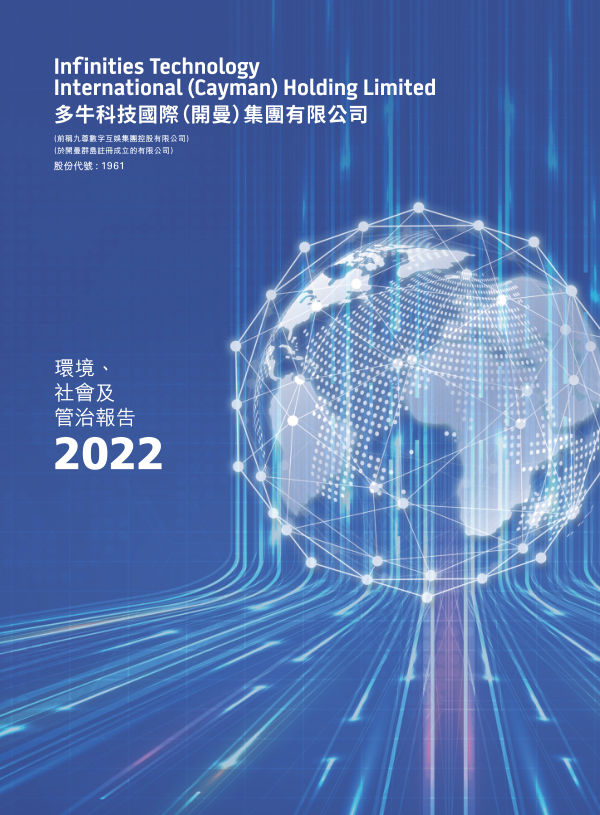 Infinities Technology
International (Cayman) Holding Limited
多牛科技國際（開曼）集團有限公司
(前稱九尊數字互娛集團控股有限公司)
(於開曼群島註冊成立的有限公司)
股份代號 : 1961
環境、
社會及
管治報告
2022